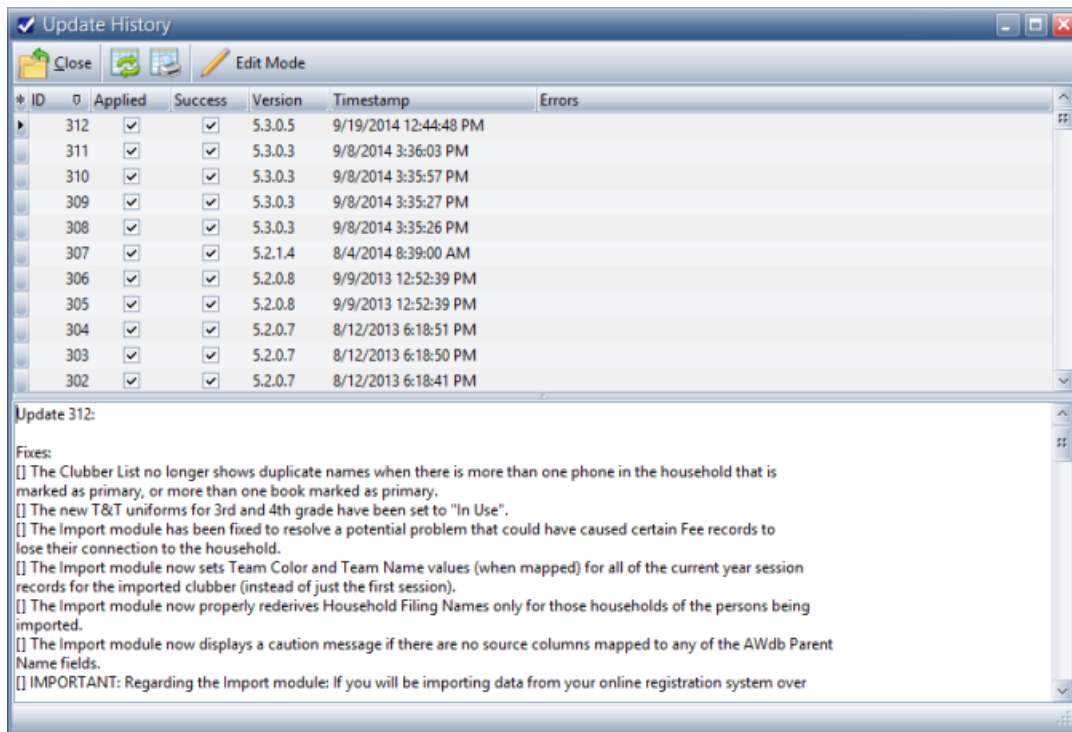 Update History
Close Edit Mode
ID Applied Success Version Timestamp Errors
312 5.3.0.5 9/19/2014 12:44:48 PM
311 5.3.0.3 9/8/2014 3:36:03 PM
310 5.3.0.3 9/8/2014 3:35:57 PM
309 5.3.0.3 9/8/2014 3:35:27 PM
308 5.3.0.3 9/8/2014 3:35:26 PM
307 5.2.1.4 8/4/2014 8:39:00 AM
306 5.2.0.8 9/9/2013 12:52:39 PM
305 5.2.0.8 9/9/2013 12:52:39 PM
304 5.2.0.7 8/12/2013 6:18:51 PM
303 5.2.0.7 8/12/2013 6:18:50 PM
302 5.2.0.7 8/12/2013 6:18:41 PM
Update 312:
Fixes:
[] The Clubber List no longer shows duplicate names when there is more than one phone in the household that is
marked as primary, or more than one book marked as primary.
[] The new T&T uniforms for 3rd and 4th grade have been set to "In Use".
[] The Import module has been fixed to resolve a potential problem that could have caused certain Fee records to
lose their connection to the household.
[] The Import module now sets Team Color and Team Name values (when mapped) for all of the current year session
records for the imported clubber (instead of just the first session).
[] The Import module now properly rederives Household Filing Names only for those households of the persons being
imported.
[] The Import module now displays a caution message if there are no source columns mapped to any of the AWdb Parent
Name fields.
[] IMPORTANT: Regarding the Import module: If you will be importing data from your online registration system over